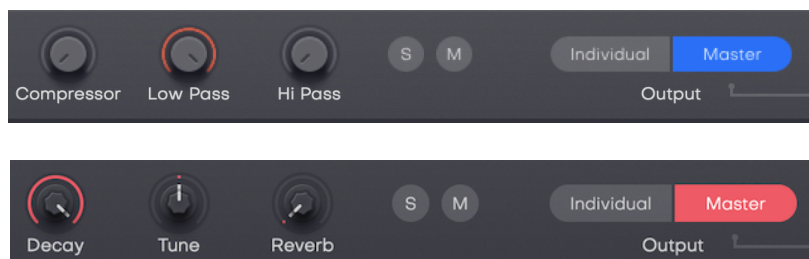 S M Individual Master
Compressor Low Pass Hi Pass Output
S M Individual Master
Decay Tune Reverb Output